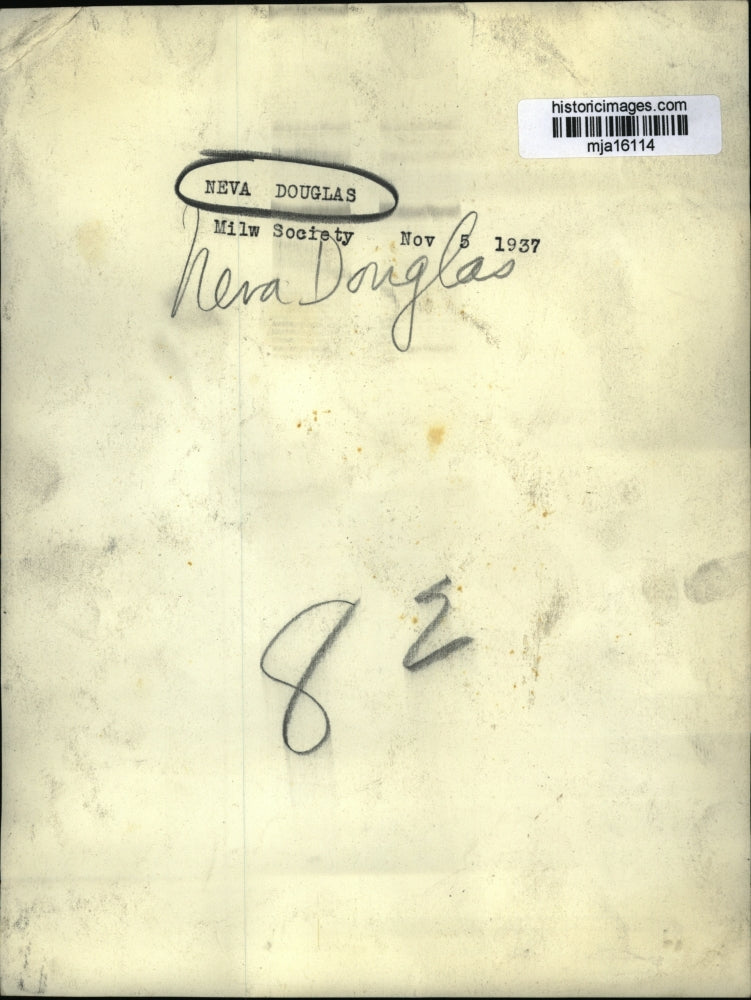 historicimages.com
mja16114
NEVA DOUGLAS
Milw Society Nov 5 1937
Neva Douglas
8 2